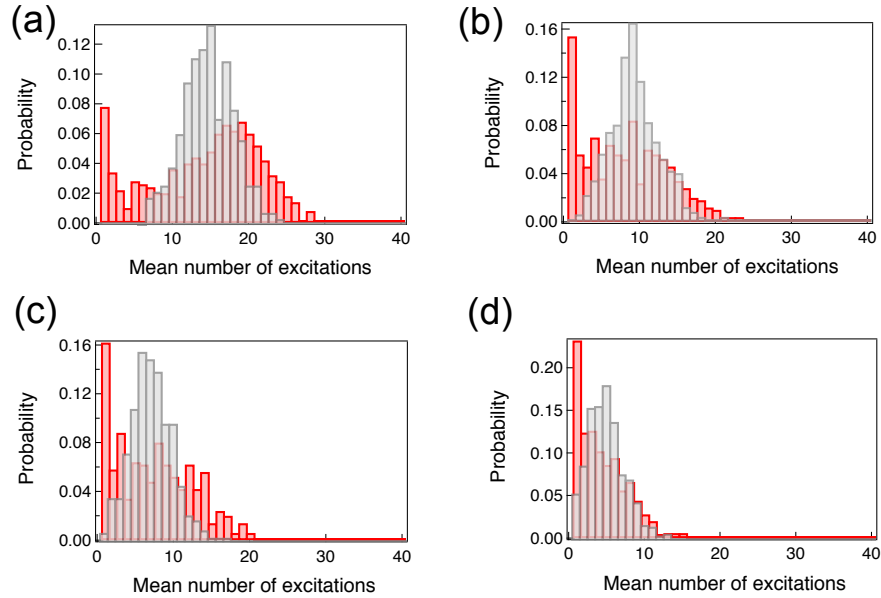 (a)
Probability
0.12
0.10
0.08
0.06
0.04
0.02
0.00
0 10 20 30 40
Mean number of excitations
(b)
Probability
0.16
0.12
0.08
0.04
0.00
0 10 20 30 40
Mean number of excitations
(c)
Probability
0.16
0.12
0.08
0.04
0.00
0 10 20 30 40
Mean number of excitations
(d)
Probability
0.20
0.15
0.10
0.05
0.00
0 10 20 30 40
Mean number of excitations